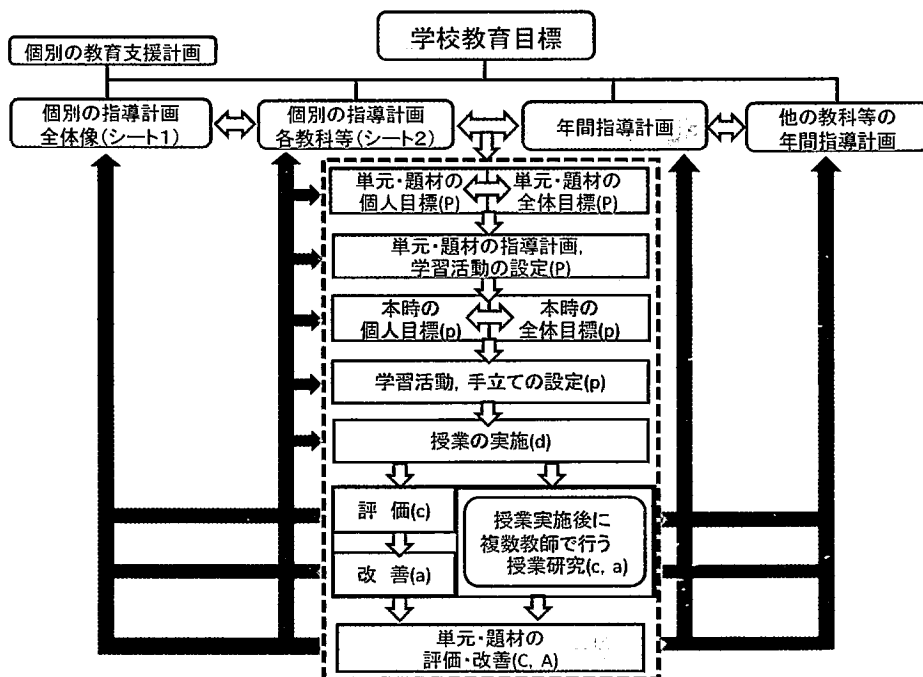 学校教育目標
個別の教育支援計画
個別の指導計画
全体像(シート1)
個別の指導計画
各教科等(シート2)
年間指導計画
他の教科等の
年間指導計画
単元・題材の
個人目標(P)
単元・題材の
全体目標(P)
単元・題材の指導計画,
学習活動の設定(P)
本時の
個人目標(p)
本時の
全体目標(p)
学習活動, 手立ての設定(p)
授業の実施(d)
評 価(c)
改 善(a)
授業実施後に
複数教師で行う
授業研究(c, a)
単元・題材の
評価・改善(C, A)